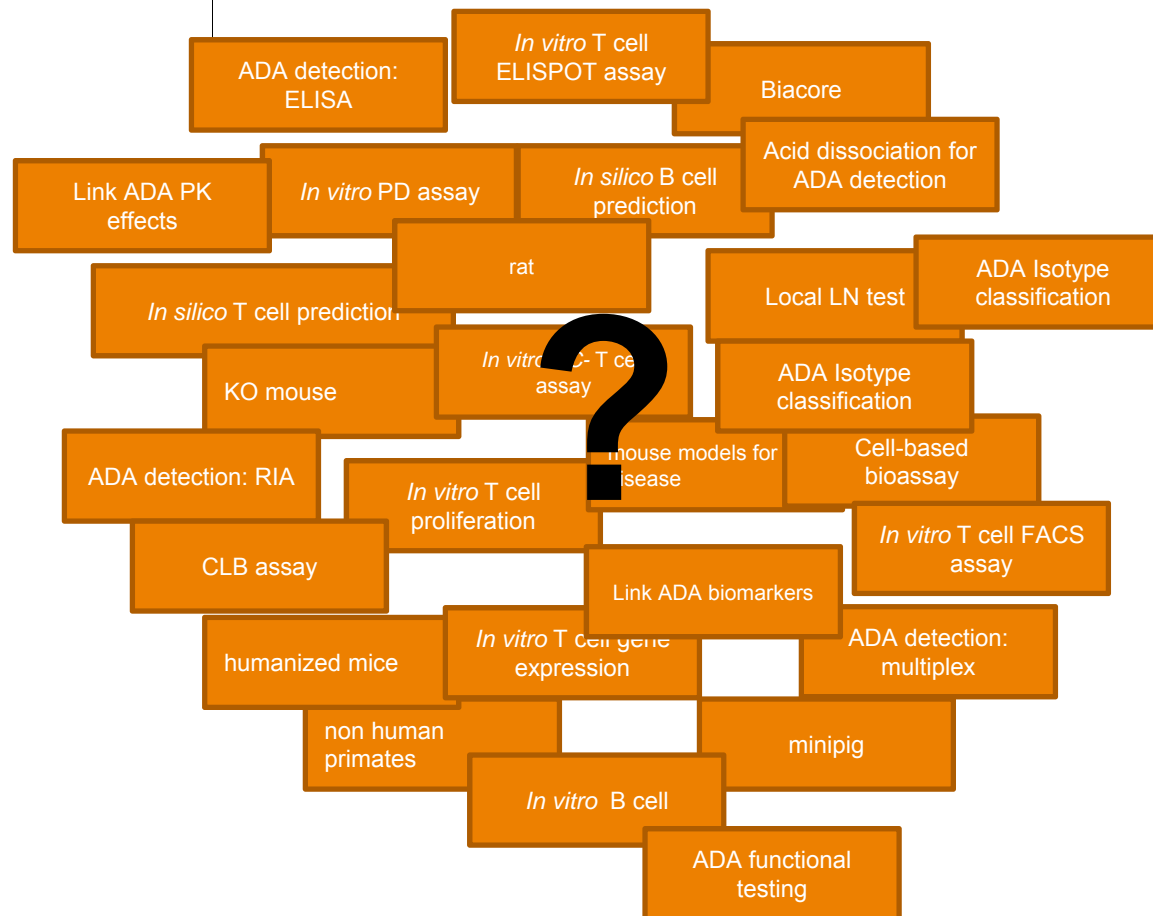 In vitro T cell
ELISPOT assay
ADA detection:
ELISA
Biacore
Acid dissociation for
ADA detection
Link ADA PK
effects
In vitro PD assay
In silico B cell
prediction
rat
ADA Isotype
classification
Local LN test
In silico T cell prediction
In vitro C- T ce
assay
?
KO mouse
ADA Isotype
classification
mouse models for
isease
Cell-based
bioassay
ADA detection: RIA
In vitro T cell
proliferation
In vitro T cell FACS
assay
CLB assay
Link ADA biomarkers
humanized mice
In vitro T cell gene
expression
ADA detection:
multiplex
non human
primates
minipig
In vitro B cell
ADA functional
testing